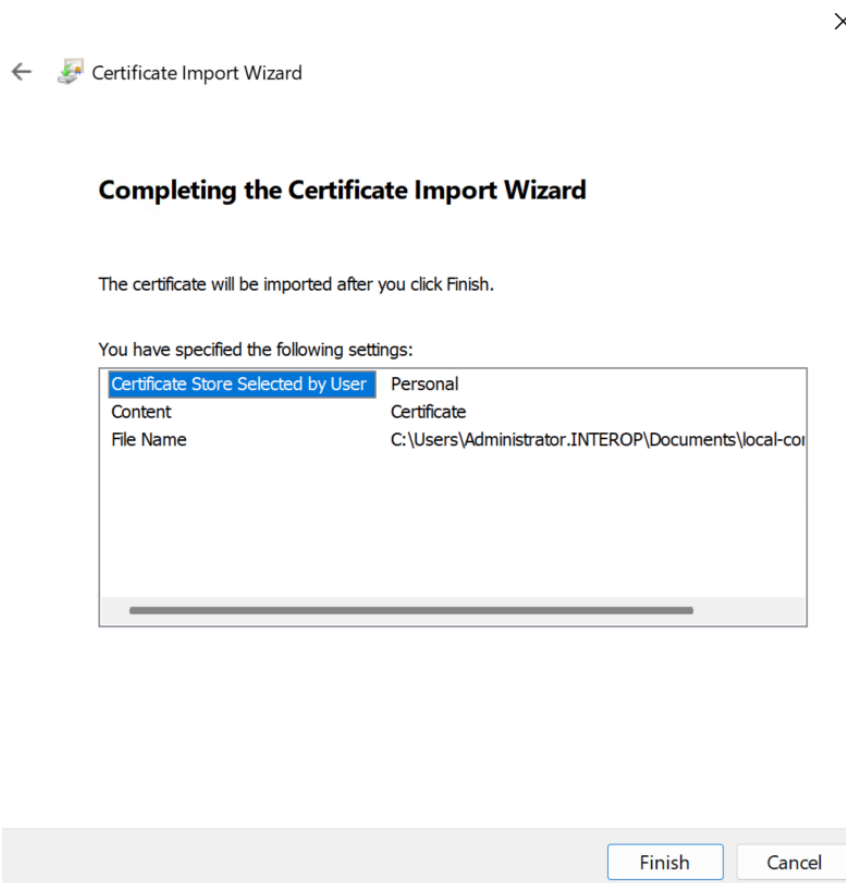 Certificate Import Wizard
Completing the Certificate Import Wizard
The certificate will be imported after you click Finish.
You have specified the following settings:
Certificate Store Selected by User Personal
Content Certificate
File Name C:\Users\Administrator.INTEROP\Documents\local-cor
Finish Cancel